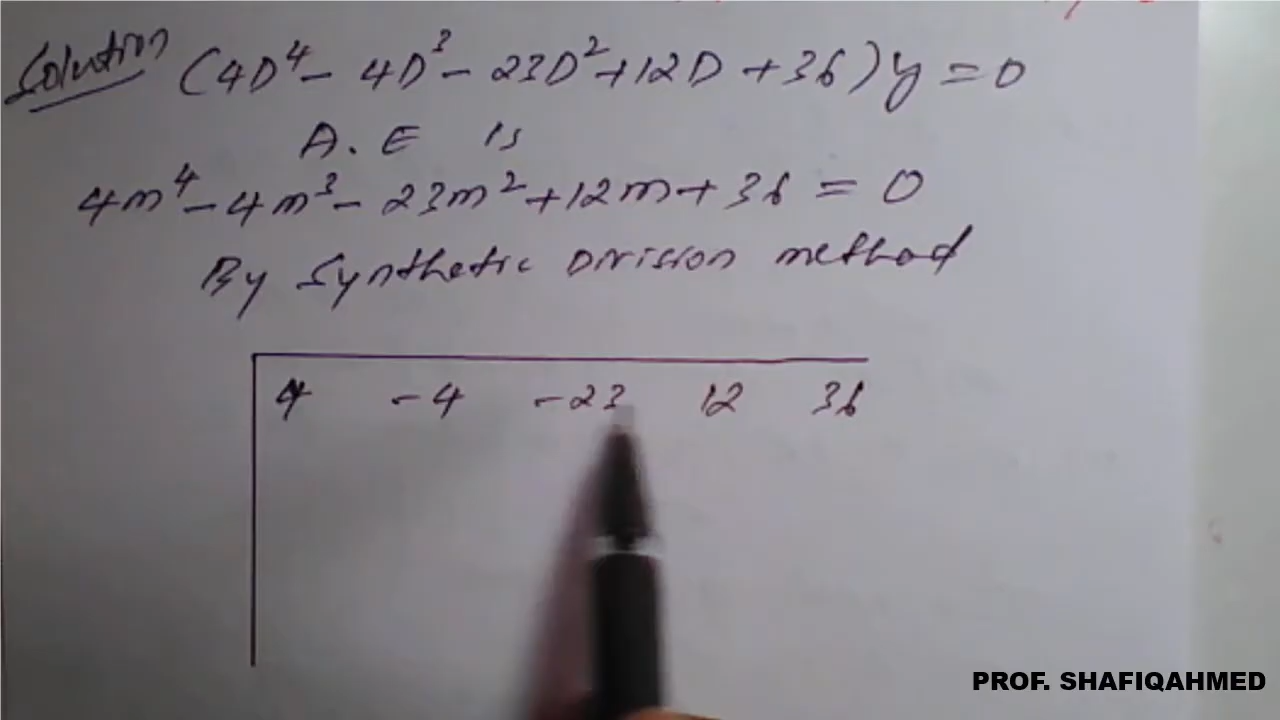 Solution (4D⁴ - 4D³ - 23D² + 12D + 36) y = 0
A.E is
4m⁴ - 4m³ - 23m² + 12m + 36 = 0
By Synthetic Division method
4 -4 -23 12 36
PROF. SHAFIQAHMED